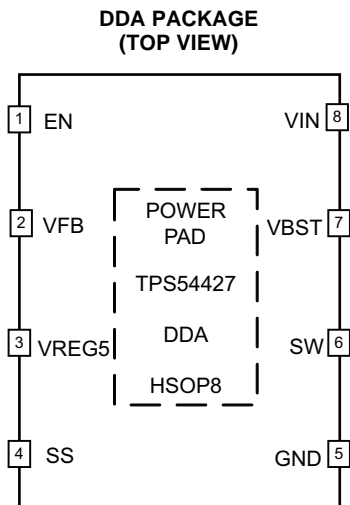 DDA PACKAGE
(TOP VIEW)
1 EN
VIN 8
2 VFB
POWER
PAD
VBST 7
TPS54427
3 VREG5
DDA
SW 6
HSOP8
4 SS
GND 5